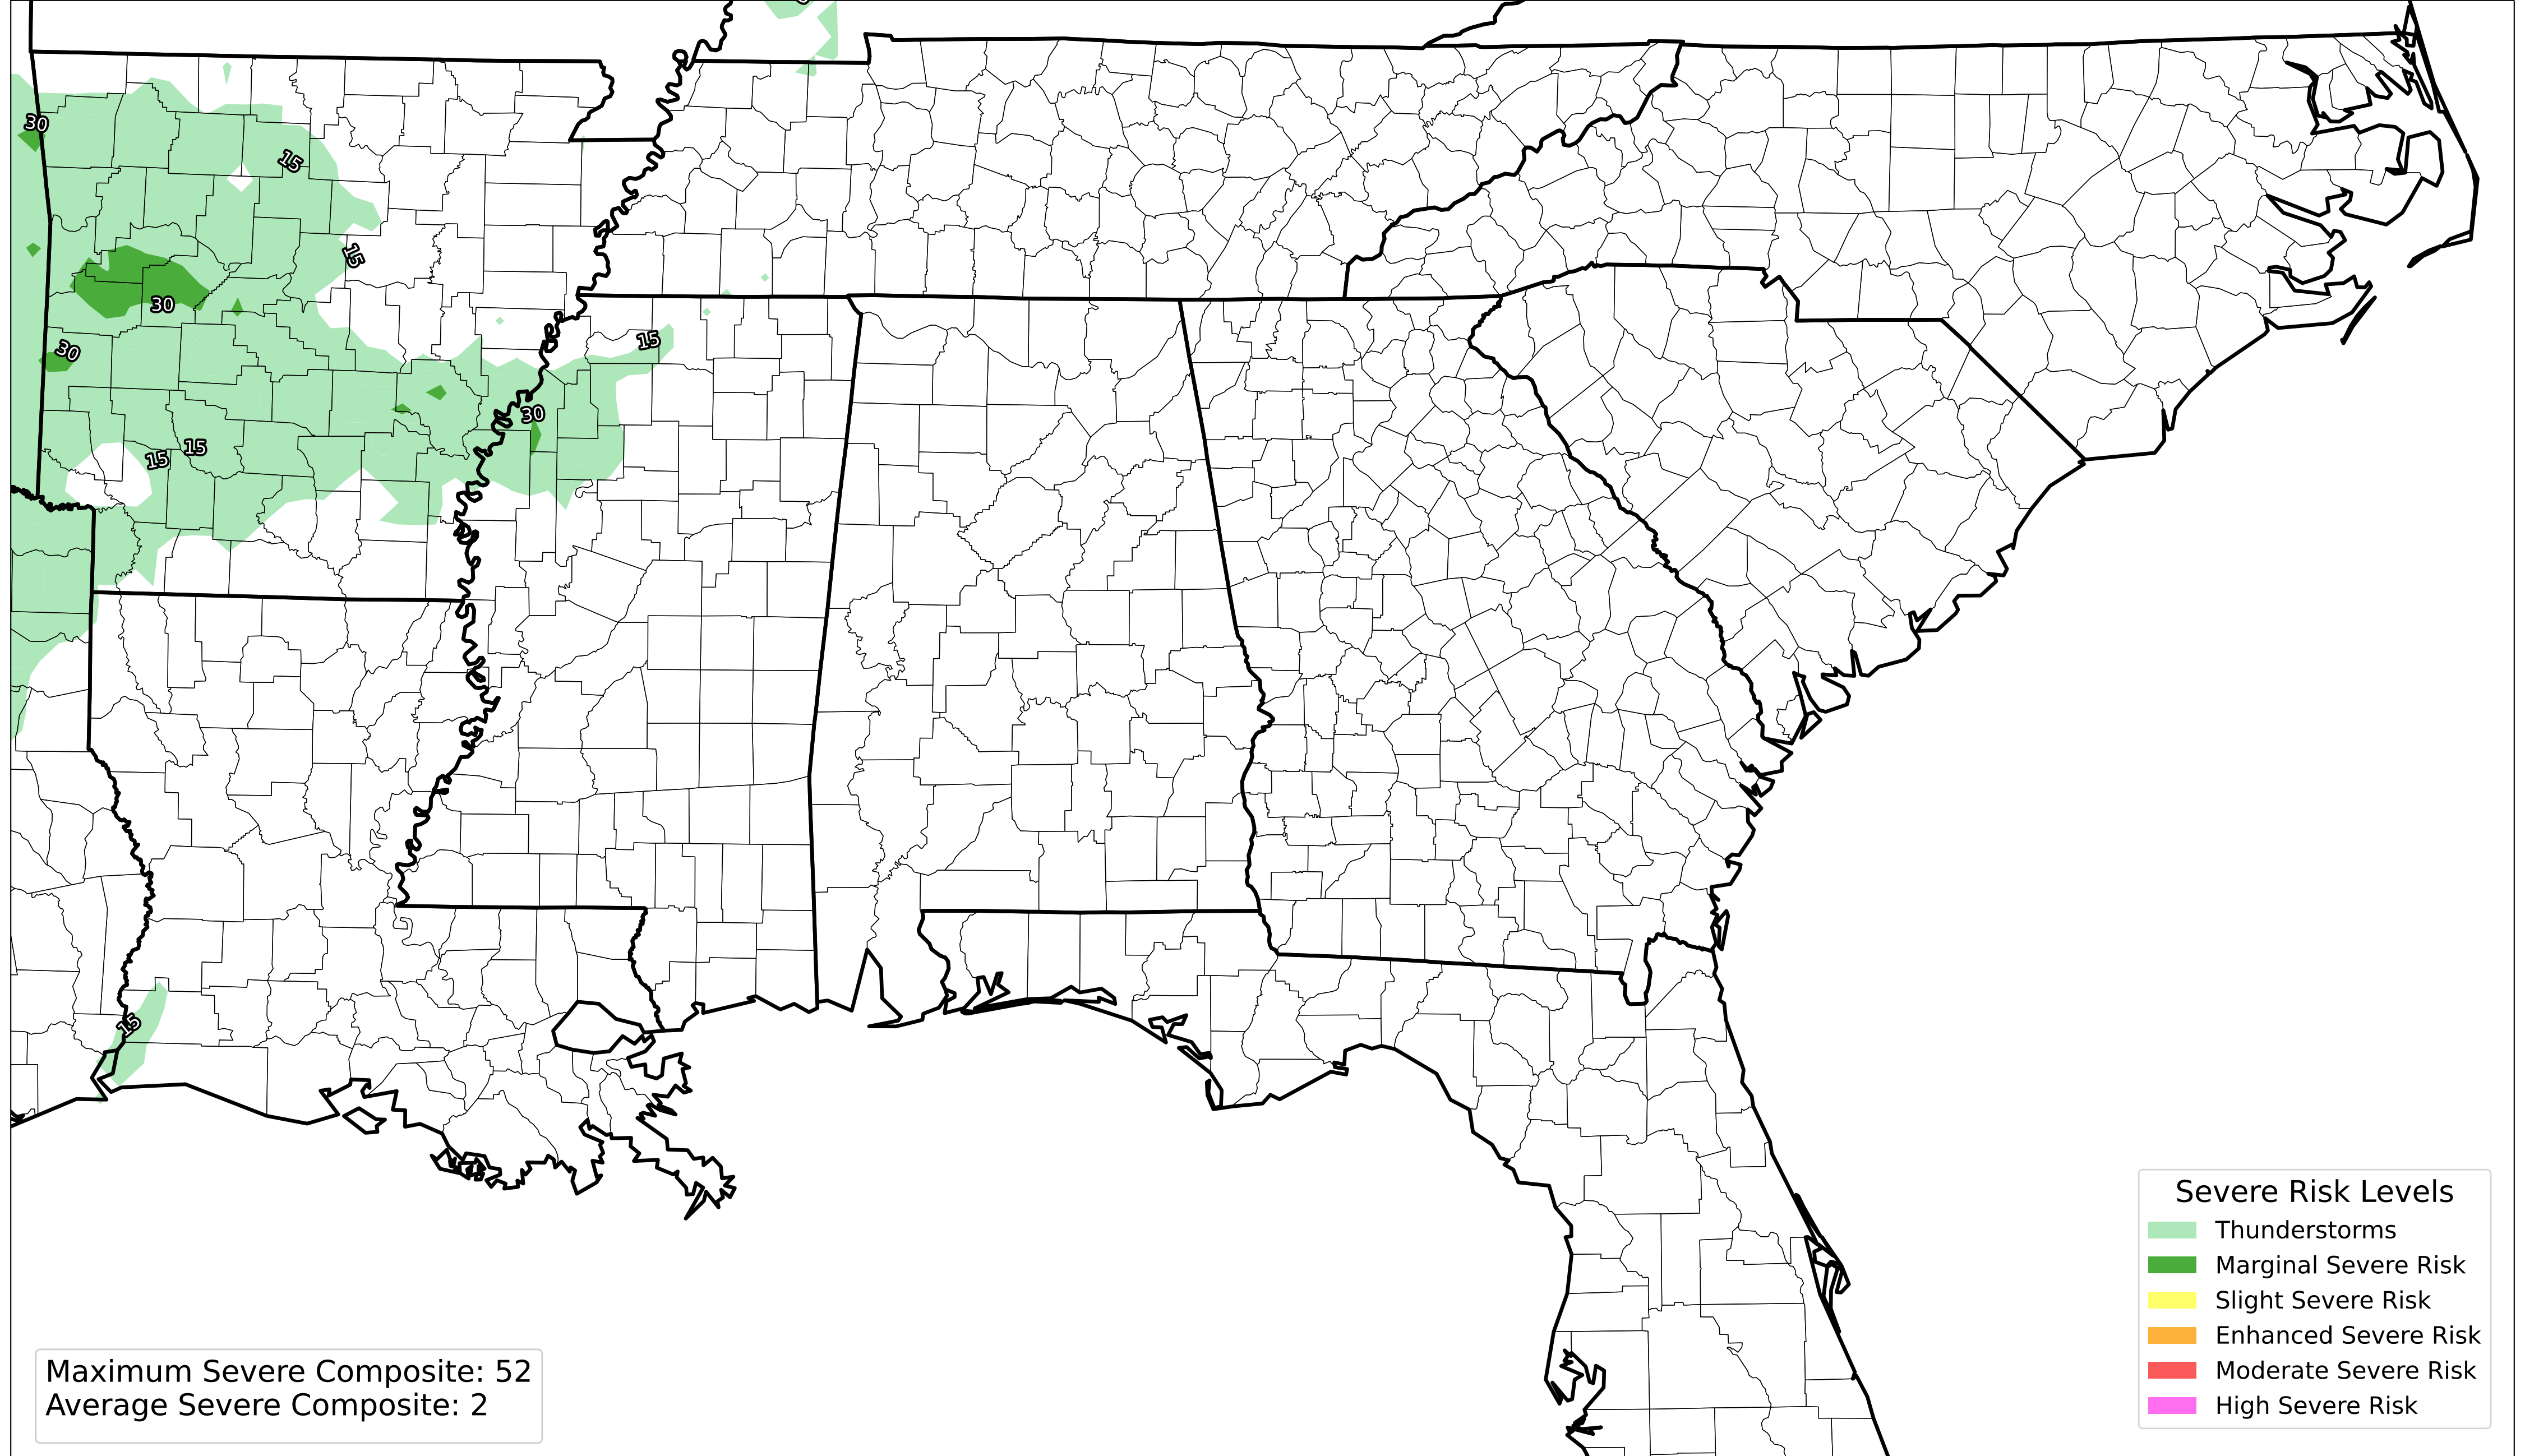 30
15
15
30
30
15
30
15
15
15
Severe Risk Levels
Thunderstorms
Marginal Severe Risk
Slight Severe Risk
Enhanced Severe Risk
Moderate Severe Risk
High Severe Risk
Maximum Severe Composite: 52
Average Severe Composite: 2